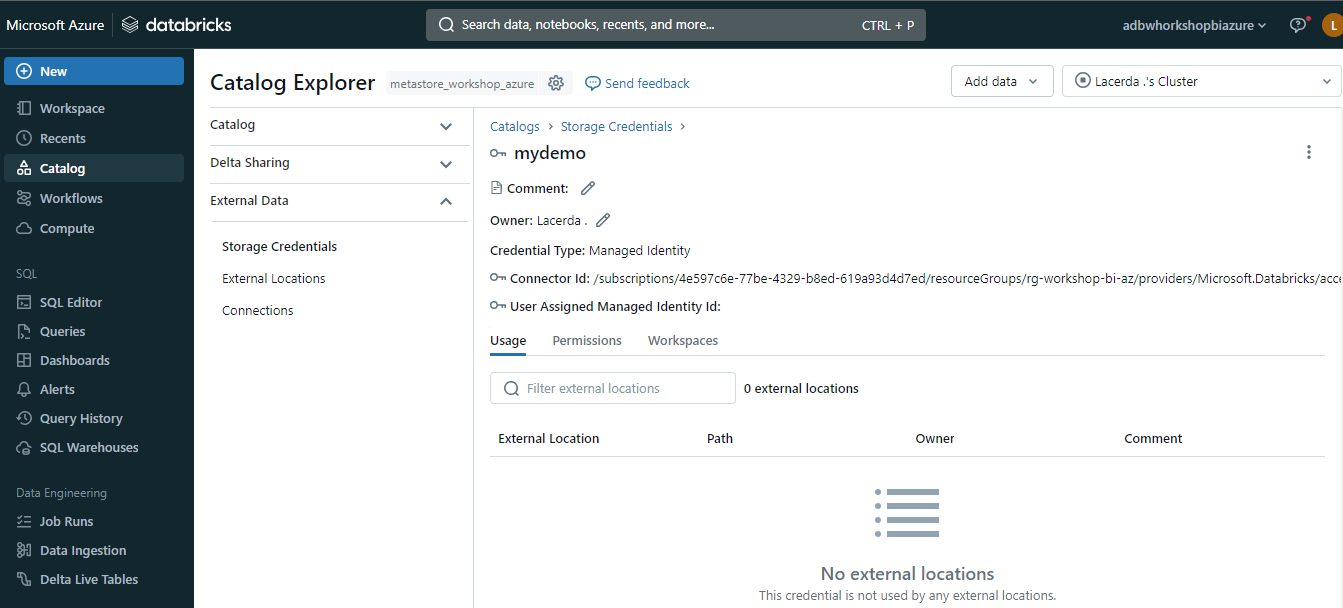 Microsoft Azure databricks Search data, notebooks, recents, and more... CTRL + P adbwhorkshopbiazure L
New
Workspace
Recents
Catalog
Workflows
Compute
SQL
SQL Editor
Queries
Dashboards
Alerts
Query History
SQL Warehouses
Data Engineering
Job Runs
Data Ingestion
Delta Live Tables
Catalog Explorer metastore_workshop_azure Send feedback Add data Lacerda .'s Cluster
Catalog
Delta Sharing
External Data
Storage Credentials
External Locations
Connections
Catalogs > Storage Credentials >
mydemo
Comment:
Owner: Lacerda .
Credential Type: Managed Identity
Connector Id: /subscriptions/4e597c6e-77be-4329-b8ed-619a93d4d7ed/resourceGroups/rg-workshop-bi-az/providers/Microsoft.Databricks/acce
User Assigned Managed Identity Id:
Usage Permissions Workspaces
Filter external locations 0 external locations
External Location Path Owner Comment
No external locations
This credential is not used by any external locations.